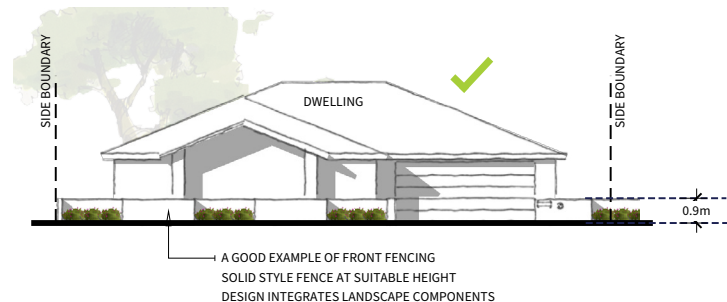 SIDE BOUNDARY
DWELLING
SIDE BOUNDARY
0.9m
A GOOD EXAMPLE OF FRONT FENCING
SOLID STYLE FENCE AT SUITABLE HEIGHT
DESIGN INTEGRATES LANDSCAPE COMPONENTS